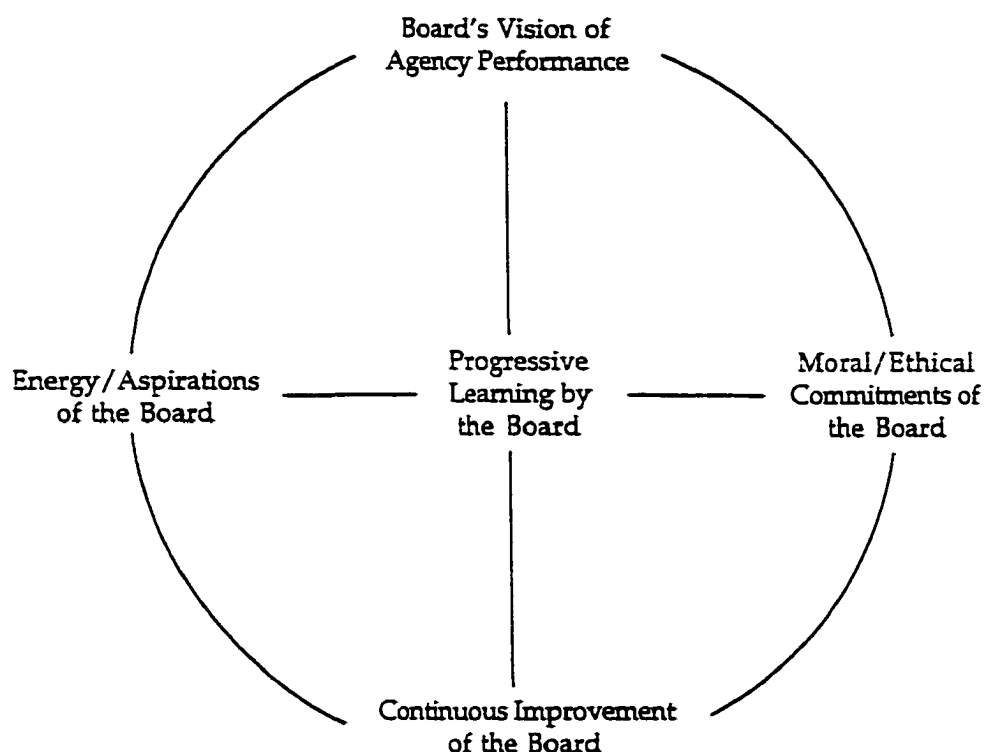 Board's Vision of
Agency Performance
Energy/Aspirations
of the Board
Progressive
Learning by
the Board
Moral/Ethical
Commitments of
the Board
Continuous Improvement
of the Board